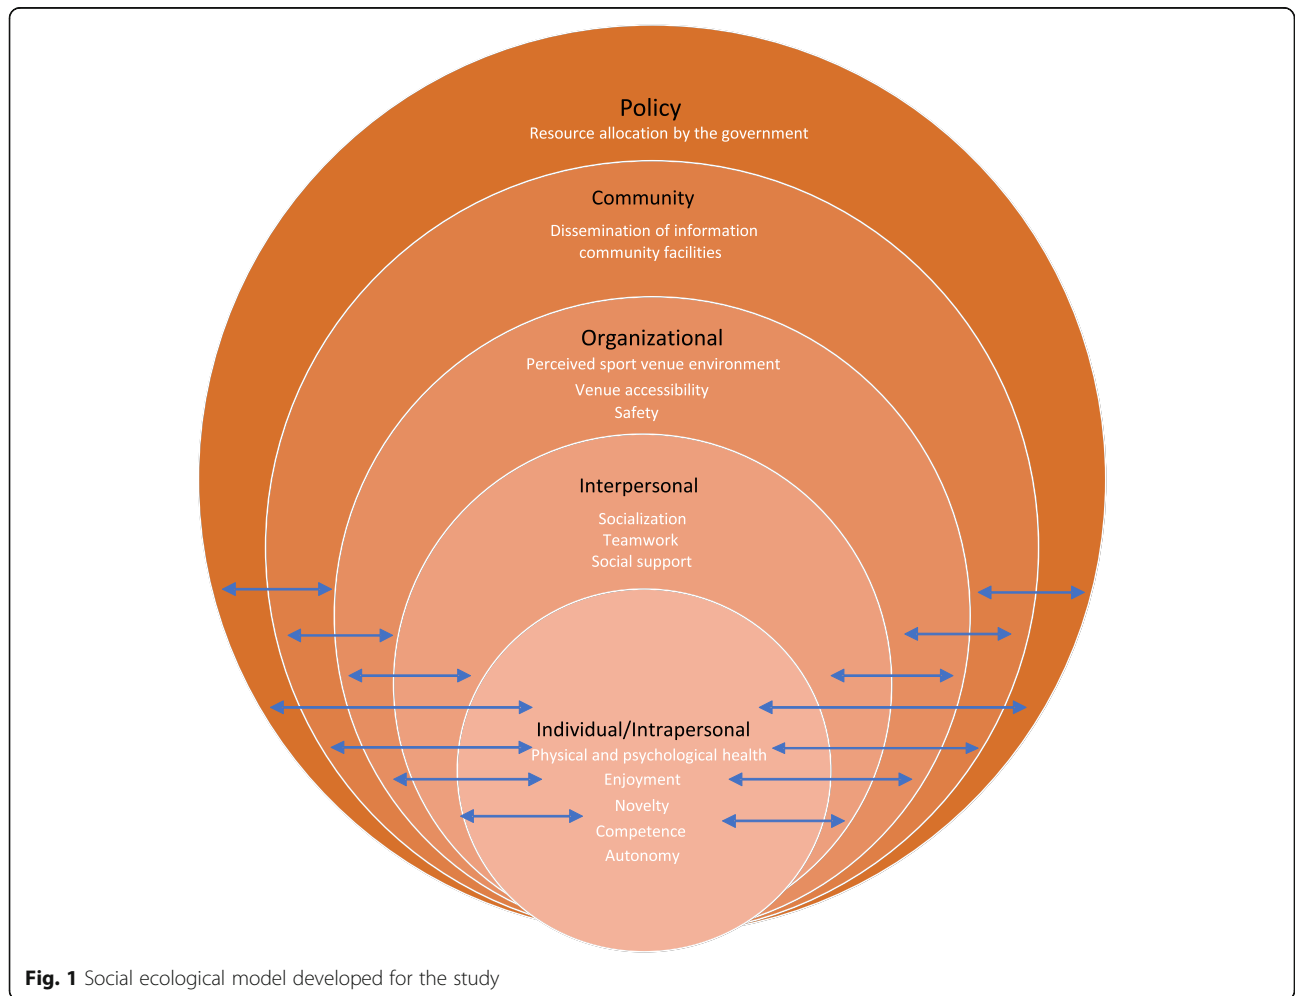 Policy
Resource allocation by the government
Community
Dissemination of information
community facilities
Organizational
Perceived sport venue environment
Venue accessibility
Safety
Interpersonal
Socialization
Teamwork
Social support
Individual/Intrapersonal
Physical and psychological health
Enjoyment
Novelty
Competence
Autonomy
Fig. 1 Social ecological model developed for the study